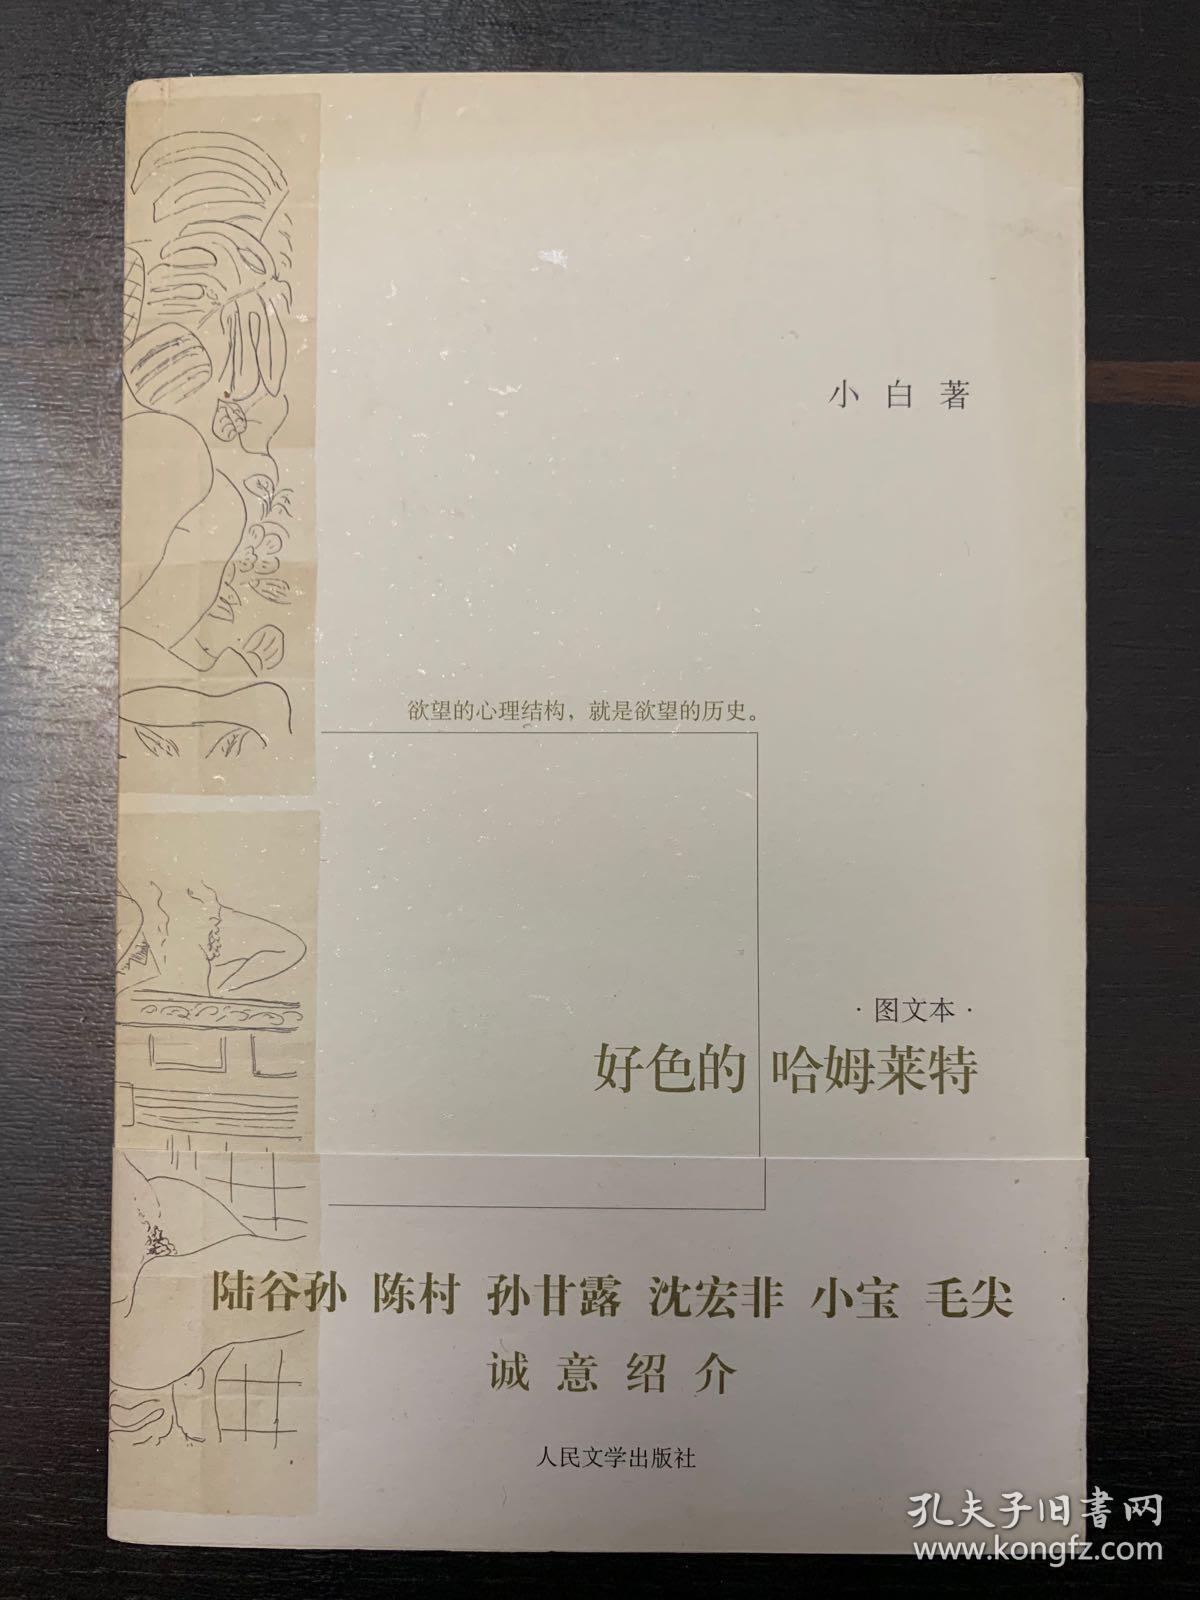 小白著
欲望的心理结构，就是欲望的历史。
·图文本·
好色的 哈姆莱特
陆谷孙 陈村 孙甘露 沈宏非 小宝 毛尖
诚意绍介
人民文学出版社
孔夫子旧书网
www.kongfz.com